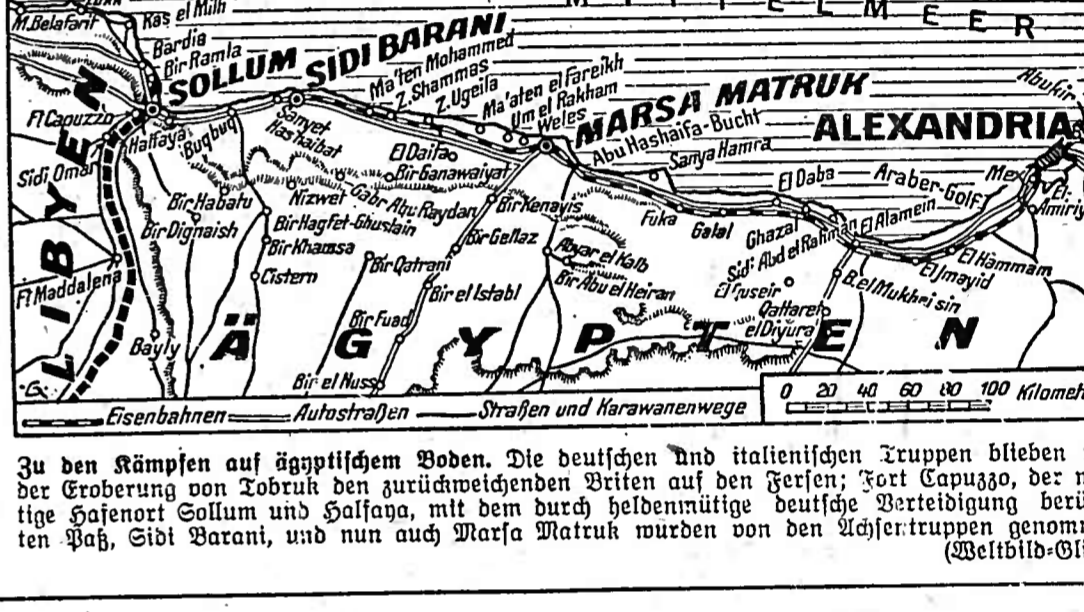 MITTELMEER
M. Belafarit
Ras el Milh
Bardia
Bir Ramla
SOLLUM
SIDI BARANI
Ma'ten Mohammed
Z. Shammas
Z. Ugeila
Ma'aten el Fareikh
Um el Rakham
Weles
MARSA MATRUK
Abu Hashaifa-Bucht
Sanya Hamra
ALEXANDRIA
Abukir
Ft Capuzzo
Halfaya
Buqbuq
Sanyet
Haskaibat
El Daifa
Bir Ganawaiyat
Sidi Omar
Bir Habatu
Nizwet
Gabr Abu Raydan
Bir Kenayis
Fuka
Galal
El Daba
Araber-Golf
Mex
Amiriy
Ghazal
El Alamein
Sidi Abd el Rahman
Bir Dignaish
Bir Hagfet-Ghustain
Bir Khamsa
Bir Gellaz
Abyar el Kalb
El Hammam
Ft Maddalena
Cistern
Bir Qatrani
Bir Abu el Heiran
El Imayid
B. el Mukheisin
Bir el Istabl
Qattaret
el Diyura
Bir Fuad
Bayly
LIBYEN
ÄGYPTEN
Bir el Nuss
G.
Eisenbahnen Autostraßen Straßen und Karawanenwege
0 20 40 60 80 100 Kilomet
Zu den Kämpfen auf ägyptischem Boden. Die deutschen und italienischen Truppen blieben
der Eroberung von Tobruk den zurückweichenden Briten auf den Fersen; Fort Capuzzo, der
tige Hafenort Sollum und Halfaya, mit dem durch heldenmütige deutsche Verteidigung berü
ten Paß, Sidi Barani, und nun auch Marsa Matruk wurden von den Achsentruppen genomm
(Weltbild-Gli